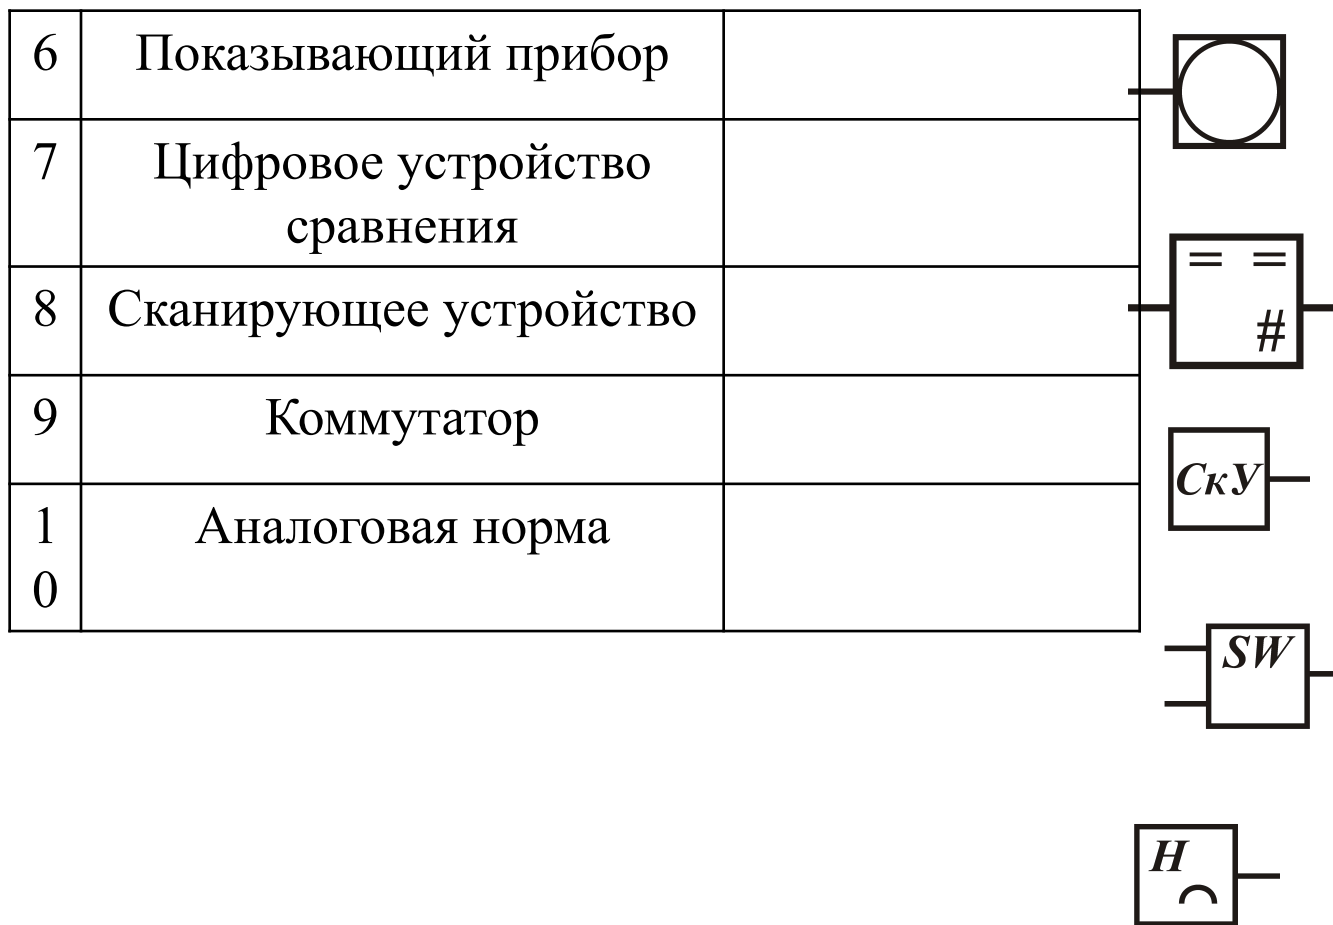 6 Показывающий прибор
7 Цифровое устройство
сравнения
= =
#
8 Сканирующее устройство
9 Коммутатор
СкУ
1 Аналоговая норма
0
SW
Н